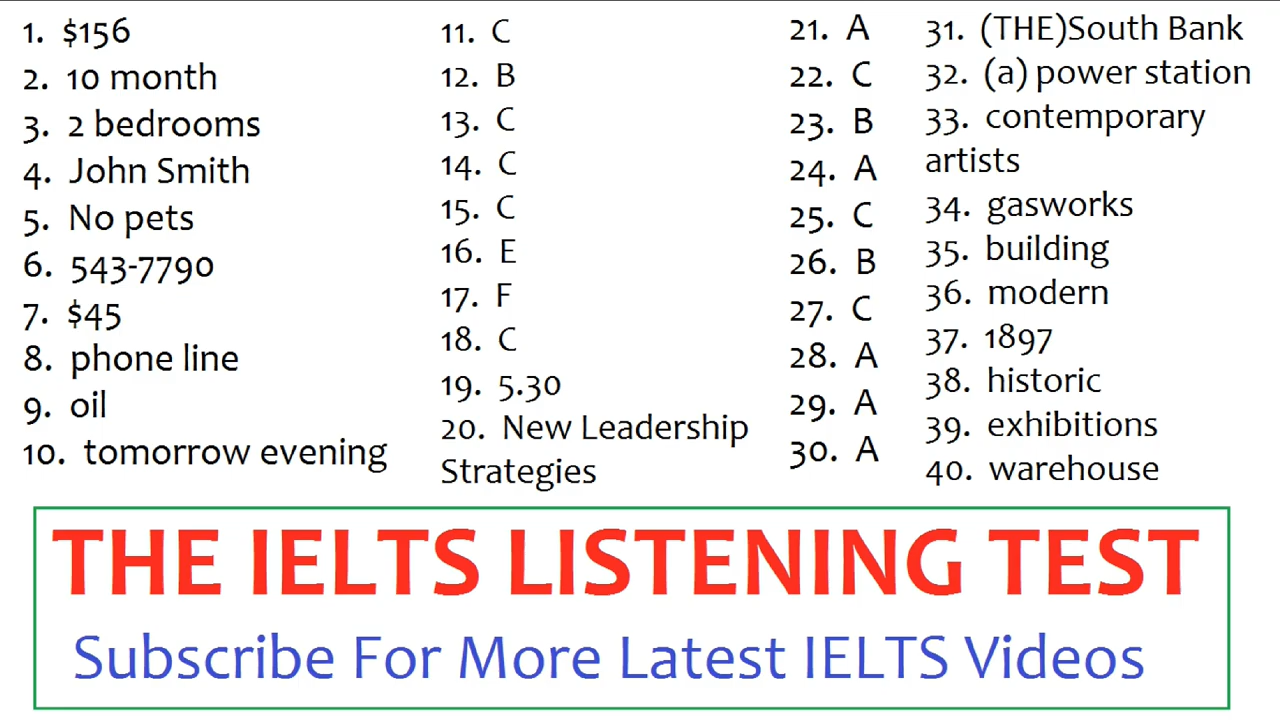 1. $156
2. 10 month
3. 2 bedrooms
4. John Smith
5. No pets
6. 543-7790
7. $45
8. phone line
9. oil
10. tomorrow evening
11. C
12. B
13. C
14. C
15. C
16. E
17. F
18. C
19. 5.30
20. New Leadership
Strategies
21. A
22. C
23. B
24. A
25. C
26. B
27. C
28. A
29. A
30. A
31. (THE)South Bank
32. (a) power station
33. contemporary
artists
34. gasworks
35. building
36. modern
37. 1897
38. historic
39. exhibitions
40. warehouse
THE IELTS LISTENING TEST
Subscribe For More Latest IELTS Videos